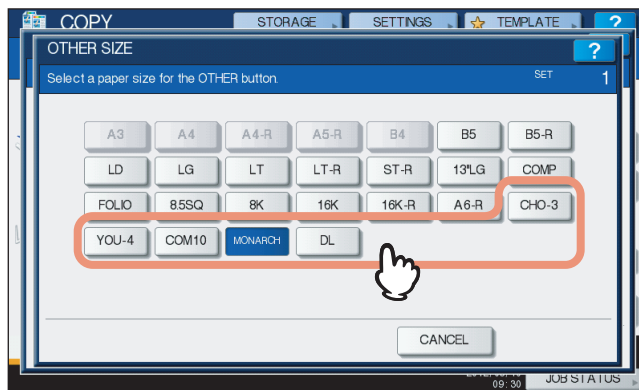 COPY STORAGE SETTINGS TEMPLATE ?
OTHER SIZE ?
Select a paper size for the OTHER button. SET 1
A3 A4 A4-R A5-R B4 B5 B5-R
LD LG LT LT-R ST-R 13"LG COMP
FOLIO 8.5SQ 8K 16K 16K-R A6-R CHO-3
YOU-4 COM10 MONARCH DL
CANCEL
09:30 JOB STATUS